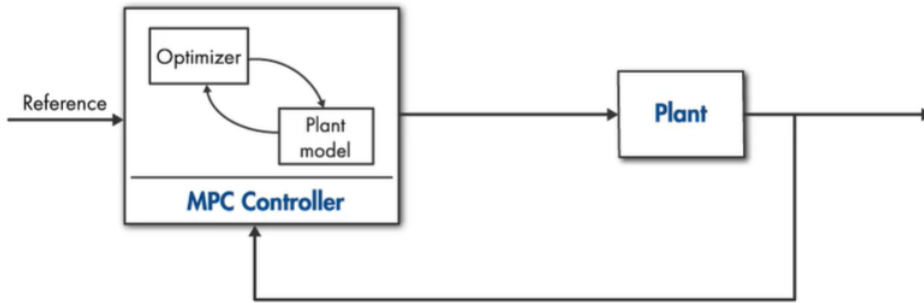 Optimizer
Reference
Plant
model
MPC Controller
Plant